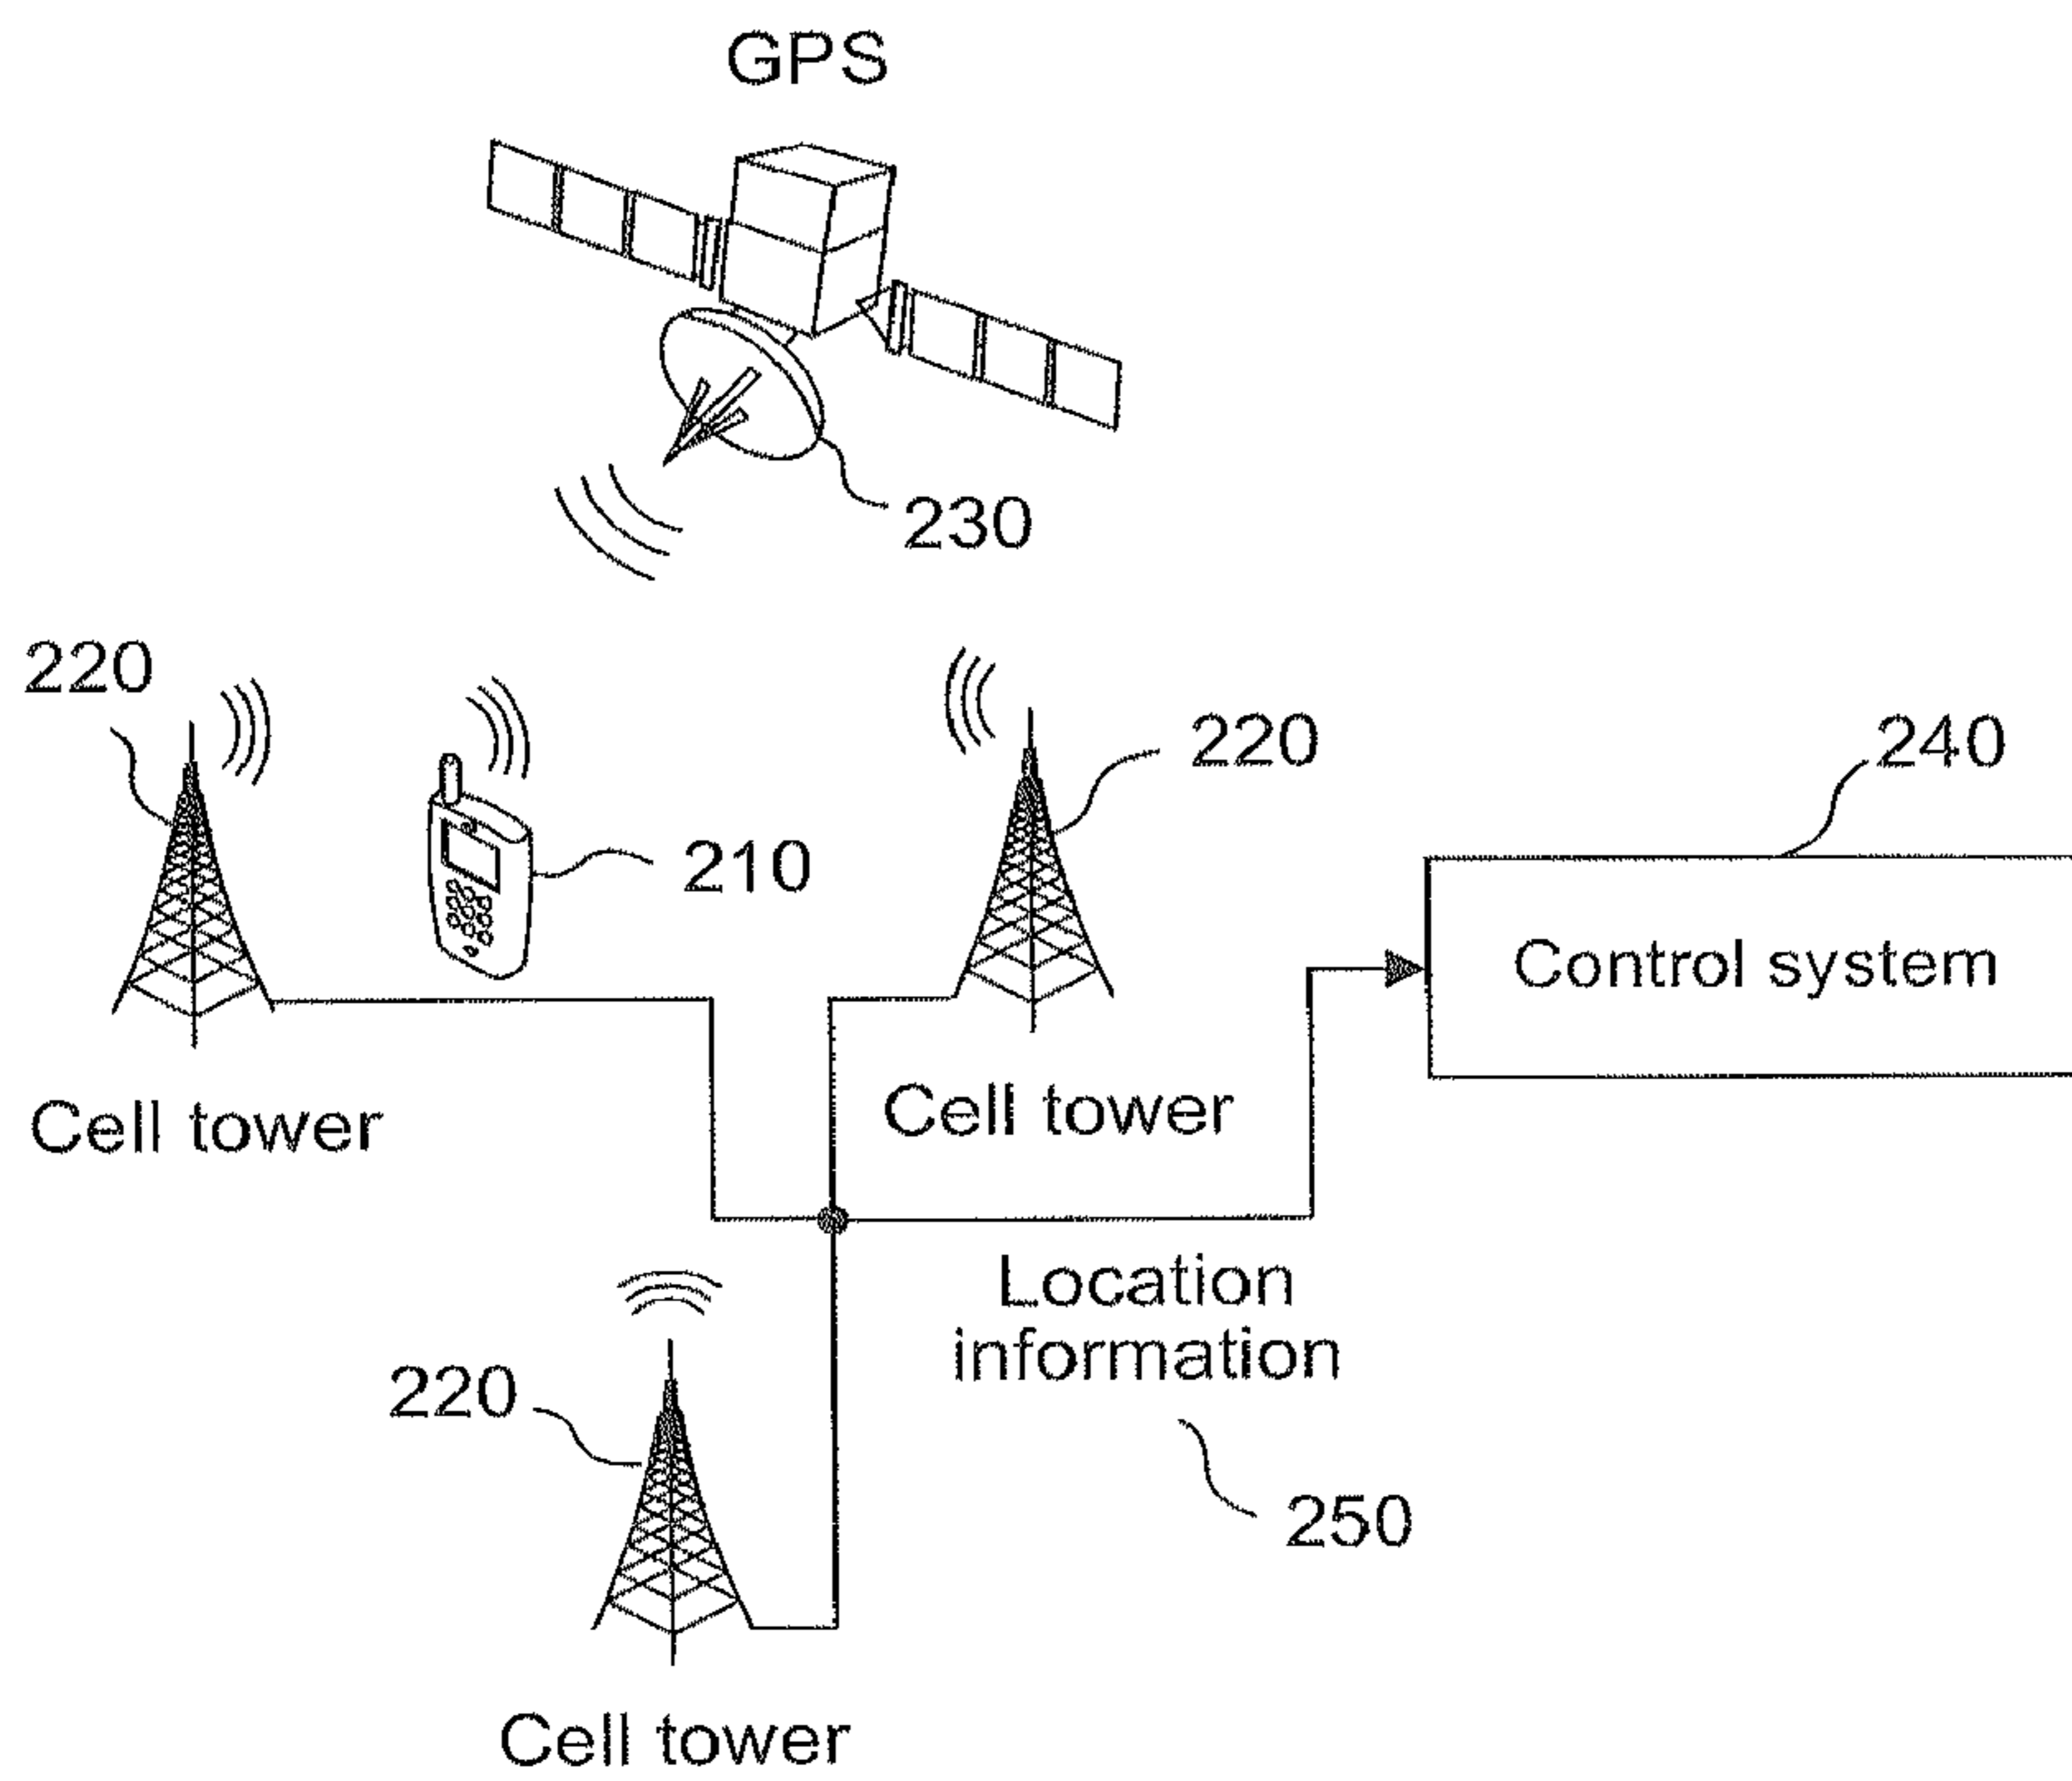 GPS
230
220
220
240
210
Control system
Cell tower
Cell tower
Location
information
220
250
Cell tower